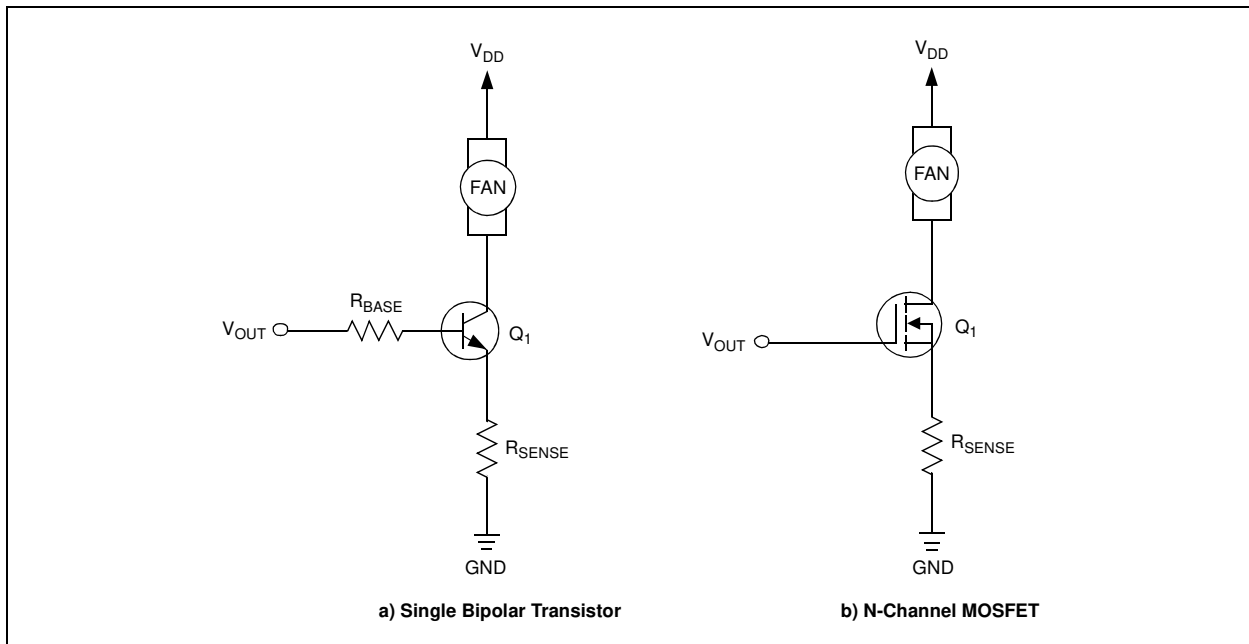 VDD
FAN
RBASE
VOUT
Q1
RSENSE
GND
a) Single Bipolar Transistor
VDD
FAN
VOUT
Q1
RSENSE
GND
b) N-Channel MOSFET